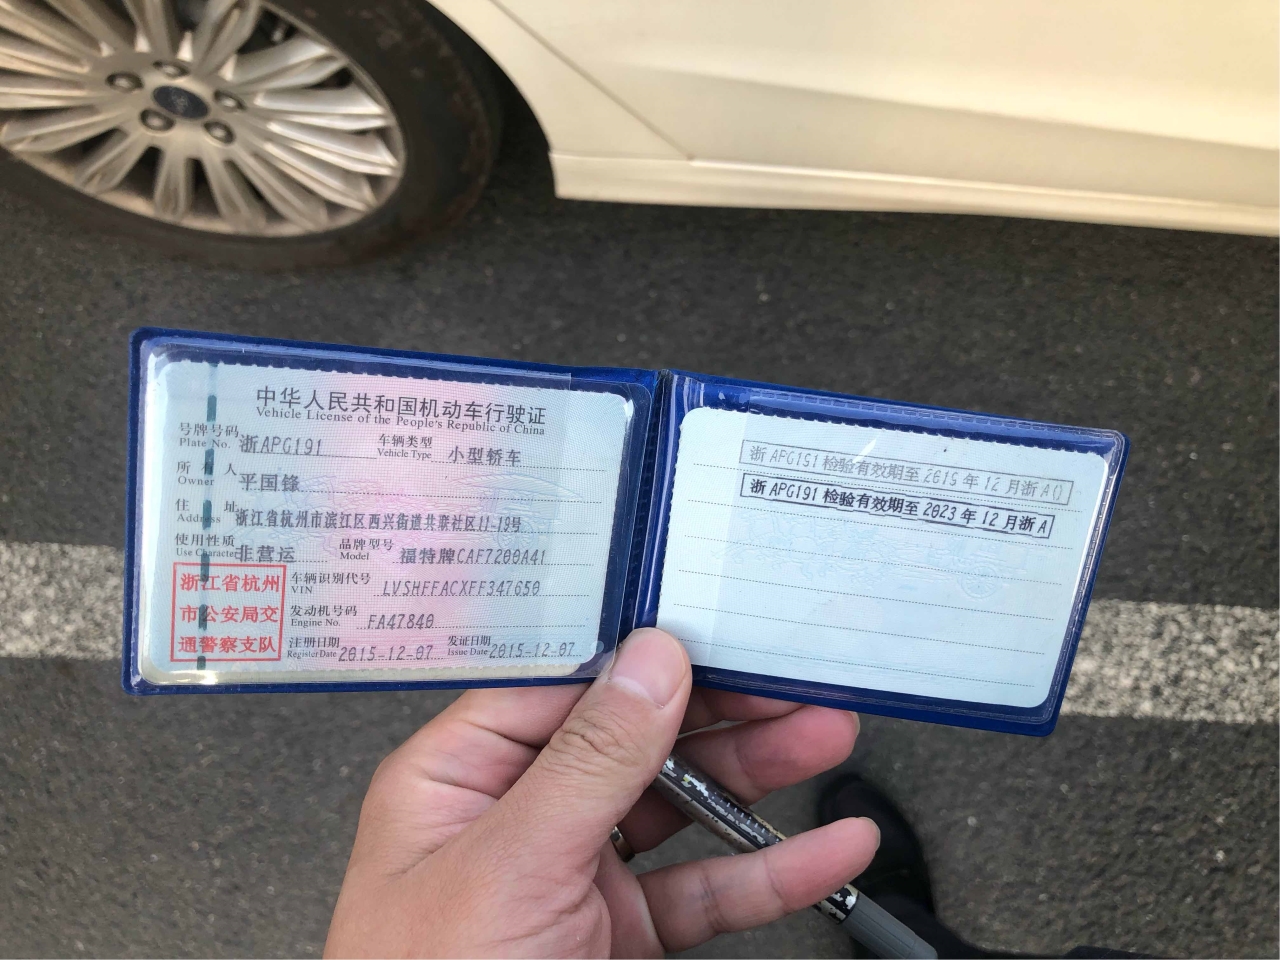 中华人民共和国机动车行驶证
Vehicle License of the People's Republic of China
号牌号码 浙APG191 车辆类型 小型轿车
Plate No. Vehicle Type
所有人 平国锋
Owner
住址 浙江省杭州市滨江区西兴街道共联社区11-19号
Address
使用性质 非营运 品牌型号 福特牌CAF7200A41
Use Character Model
浙江省杭州
市公安局交
通警察支队
车辆识别代号 LVSHFFACXFF347650
VIN
发动机号码 FA47840
Engine No.
注册日期 2015-12-07 发证日期 2015-12-07
Register Date Issue Date
浙APG191检验有效期至 年12月浙A
浙APG191检验有效期至2023年12月浙A